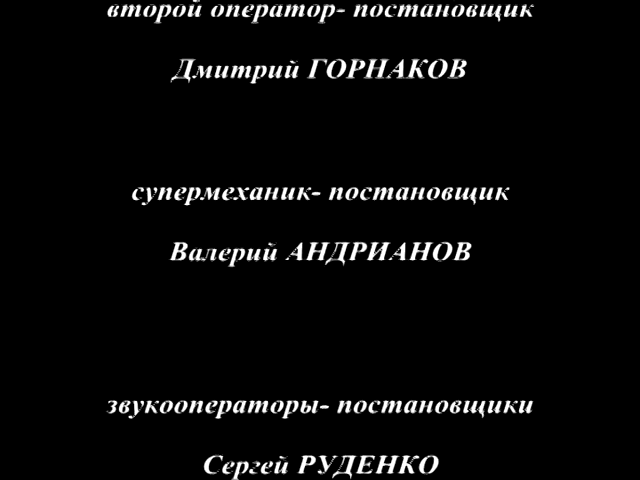 второй оператор- постановщик
Дмитрий ГОРНАКОВ
супермеханик- постановщик
Валерий АНДРИАНОВ
звукооператоры- постановщики
Сергей РУДЕНКО